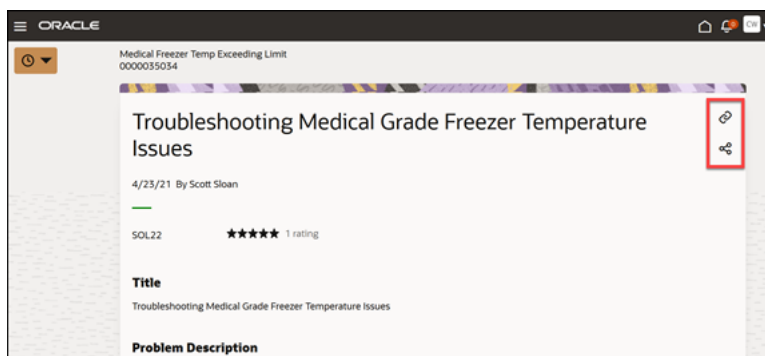 ORACLE
CW
Medical Freezer Temp Exceeding Limit
0000035034
Troubleshooting Medical Grade Freezer Temperature
Issues
4/23/21 By Scott Sloan
SOL22 ★★★★★ 1 rating
Title
Troubleshooting Medical Grade Freezer Temperature Issues
Problem Description